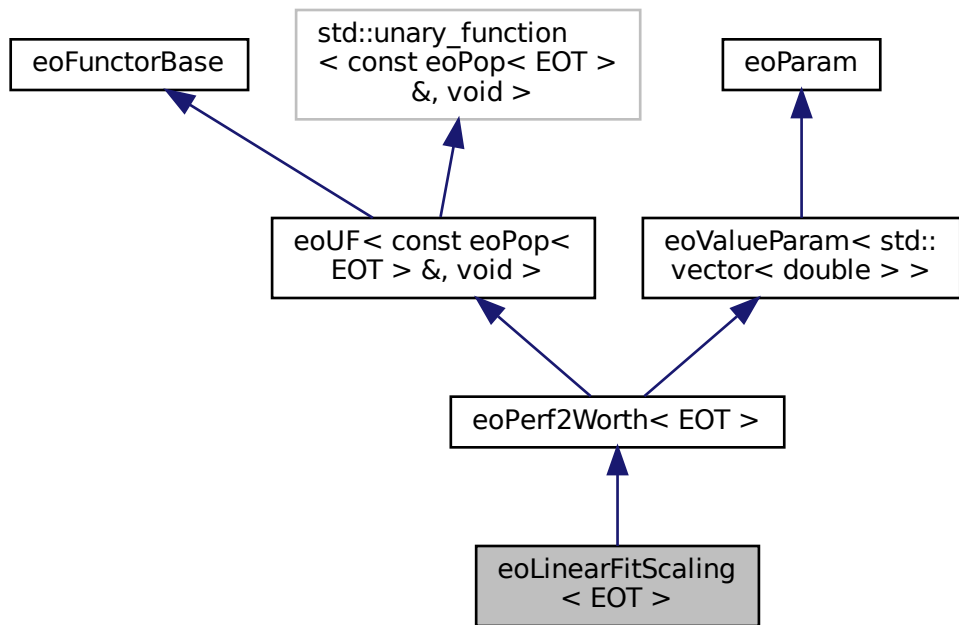 eoFunctorBase
std::unary_function
< const eoPop< EOT >
&, void >
eoParam
eoUF< const eoPop<
EOT > &, void >
eoValueParam< std::
vector< double > >
eoPerf2Worth< EOT >
eoLinearFitScaling
< EOT >